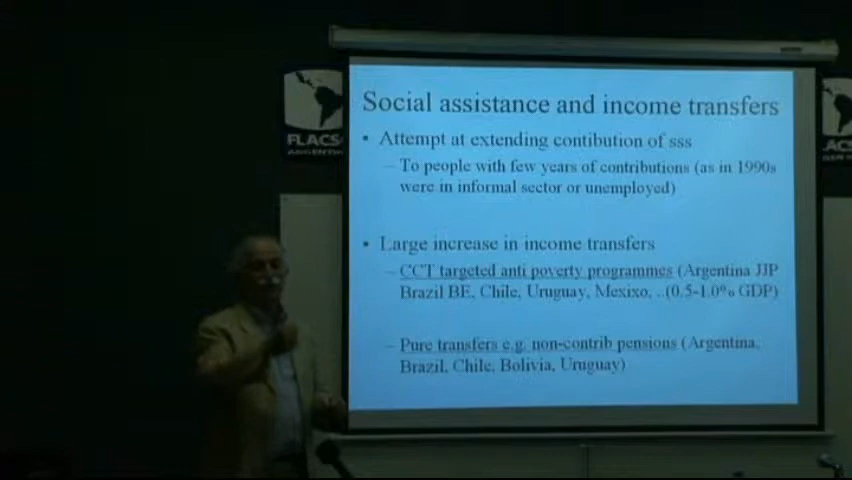 Social assistance and income transfers
• Attempt at extending contibution of sss
– To people with few years of contributions (as in 1990s
were in informal sector or unemployed)
• Large increase in income transfers
– CCT targeted anti poverty programmes (Argentina JJP
Brazil BE, Chile, Uruguay, Mexixo, ..(0.5-1.0% GDP)
– Pure transfers e.g. non-contrib pensions (Argentina,
Brazil, Chile, Bolivia, Uruguay)
FLACS
ARGENTIN